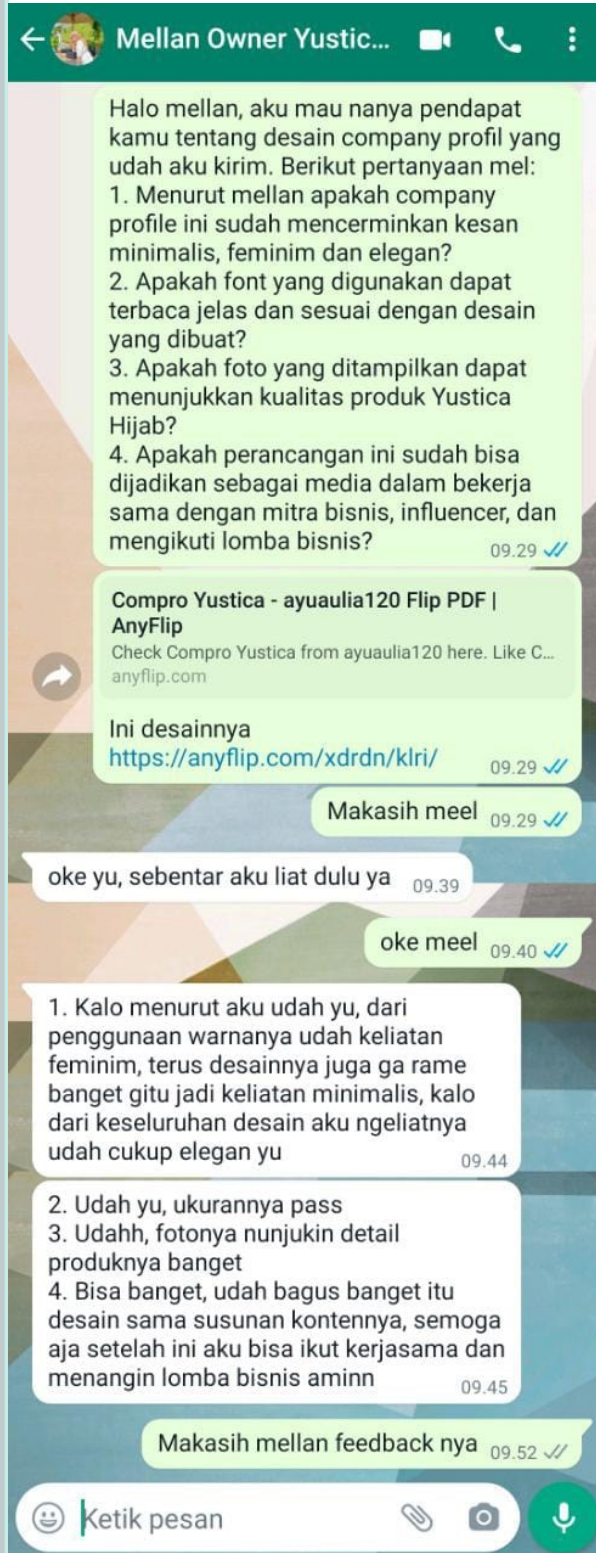 Mellan Owner Yustic...
Halo mellan, aku mau nanya pendapat
kamu tentang desain company profil yang
udah aku kirim. Berikut pertanyaan mel:
1. Menurut mellan apakah company
profile ini sudah mencerminkan kesan
minimalis, feminim dan elegan?
2. Apakah font yang digunakan dapat
terbaca jelas dan sesuai dengan desain
yang dibuat?
3. Apakah foto yang ditampilkan dapat
menunjukkan kualitas produk Yustica
Hijab?
4. Apakah perancangan ini sudah bisa
dijadikan sebagai media dalam bekerja
sama dengan mitra bisnis, influencer, dan
mengikuti lomba bisnis? 09.29
Compro Yustica - ayuaulia120 Flip PDF |
AnyFlip
Check Compro Yustica from ayuaulia120 here. Like C...
anyflip.com
Ini desainnya
https://anyflip.com/xdrdn/klri/ 09.29
Makasih meel 09.29
oke yu, sebentar aku liat dulu ya 09.39
oke meel 09.40
1. Kalo menurut aku udah yu, dari
penggunaan warnanya udah keliatan
feminim, terus desainnya juga ga rame
banget gitu jadi keliatan minimalis, kalo
dari keseluruhan desain aku ngeliatnya
udah cukup elegan yu 09.44
2. Udah yu, ukurannya pass
3. Udahh, fotonya nunjukin detail
produknya banget
4. Bisa banget, udah bagus banget itu
desain sama susunan kontennya, semoga
aja setelah ini aku bisa ikut kerjasama dan
menangin lomba bisnis aminn 09.45
Makasih mellan feedback nya 09.52
Ketik pesan